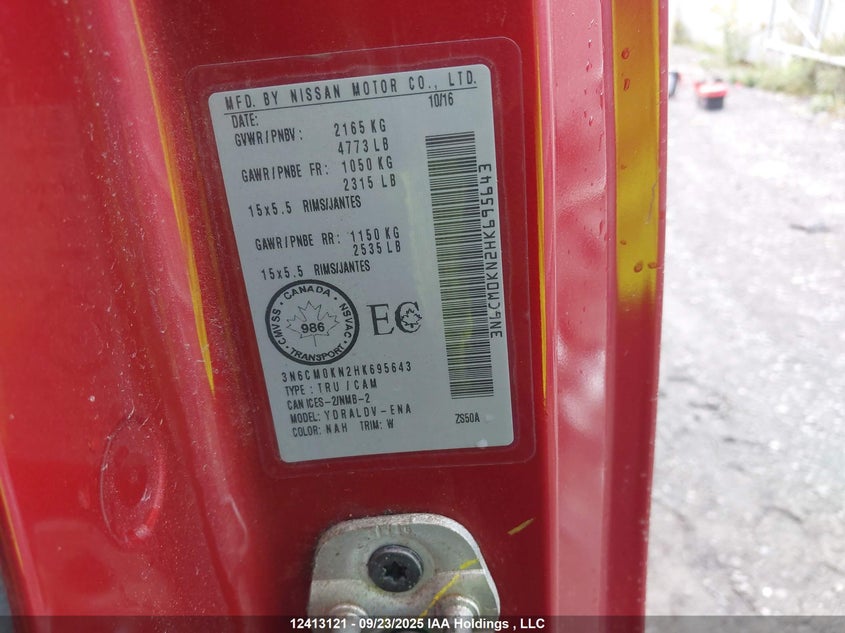 MFD. BY NISSAN MOTOR CO., LTD.
DATE: 10/16
GVWR/PNBV : 2165 KG
4773 LB
GAWR/PNBE FR: 1050 KG
2315 LB
15x5.5 RIMS/JANTES
GAWR/PNBE RR: 1150 KG
2535 LB
15x5.5 RIMS/JANTES
CANADA
CMVSS NSVAC
986
TRANSPORT
EC
3N6CM0KN2HK695643
TYPE: TRU/CAM
CAN ICES-2/NMB-2
MODEL: YDRALDV-ENA
COLOR: NAH TRIM: W
ZS50A
3N6CM0KN2HK695643
12413121 - 09/23/2025 IAA Holdings , LLC